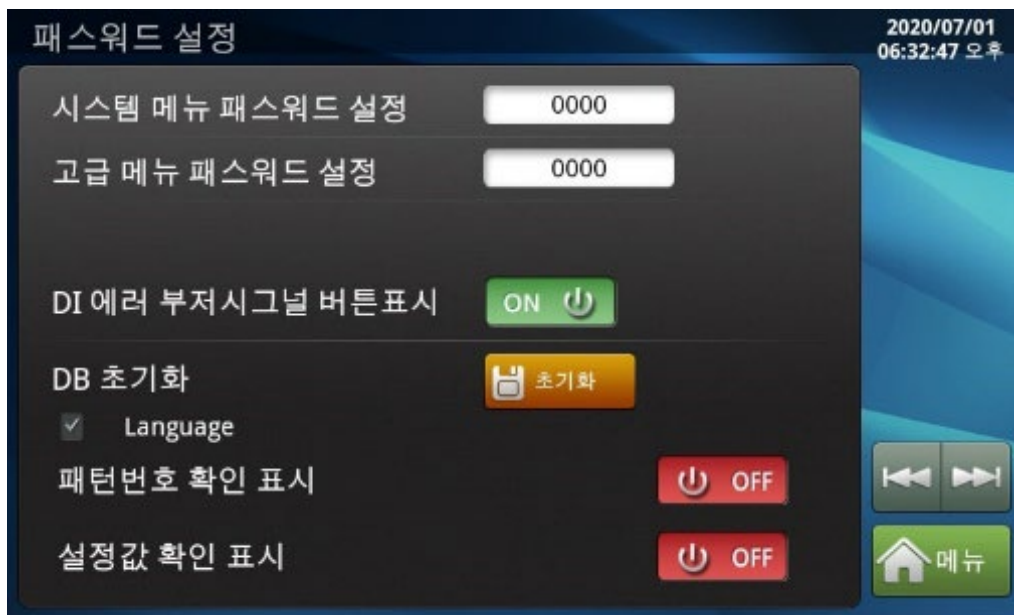 패스워드 설정
2020/07/01
06:32:47 오후
시스템 메뉴 패스워드 설정 0000
고급 메뉴 패스워드 설정 0000
DI 에러 부저시그널 버튼표시 ON
DB 초기화 초기화
Language
패턴번호 확인 표시 OFF
설정값 확인 표시 OFF
메뉴